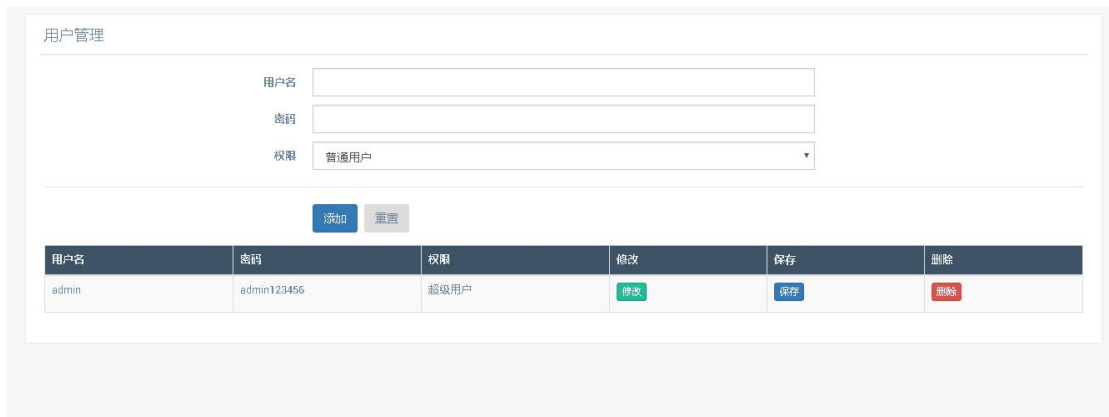 用户管理
用户名
密码
权限 普通用户
添加 重置
用户名 密码 权限 修改 保存 删除
admin admin123456 超级用户 修改 保存 删除